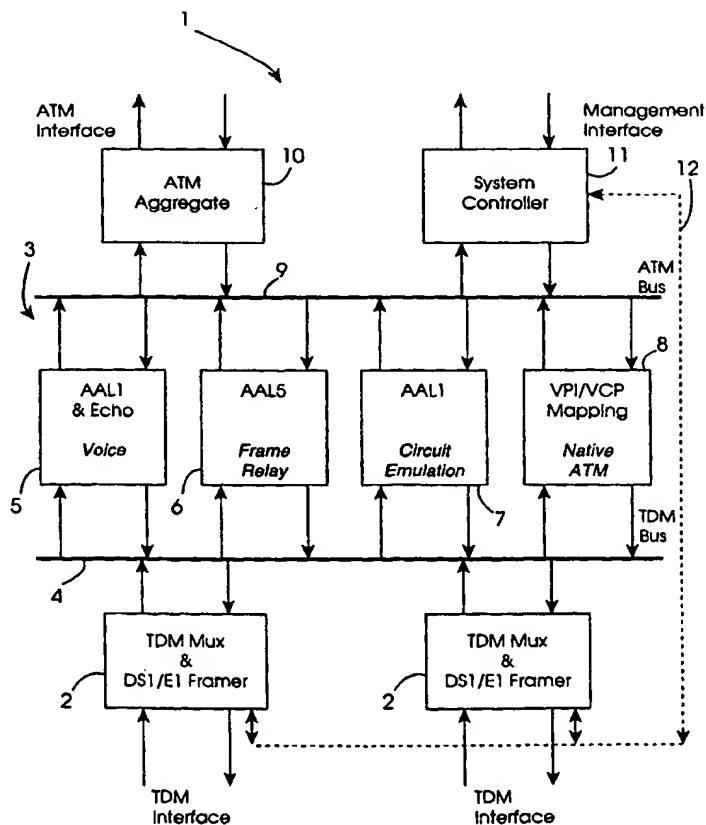 1
ATM
Interface
Management
Interface
10
11
12
ATM
Aggregate
System
Controller
3
9
ATM
Bus
8
AAL1
& Echo
Voice
AAL5
Frame
Relay
AAL1
Circuit
Emulation
VPI/VCP
Mapping
Native
ATM
5
6
7
TDM
Bus
4
TDM Mux
&
DS1/E1 Framer
TDM Mux
&
DS1/E1 Framer
2
2
TDM
Interface
TDM
Interface